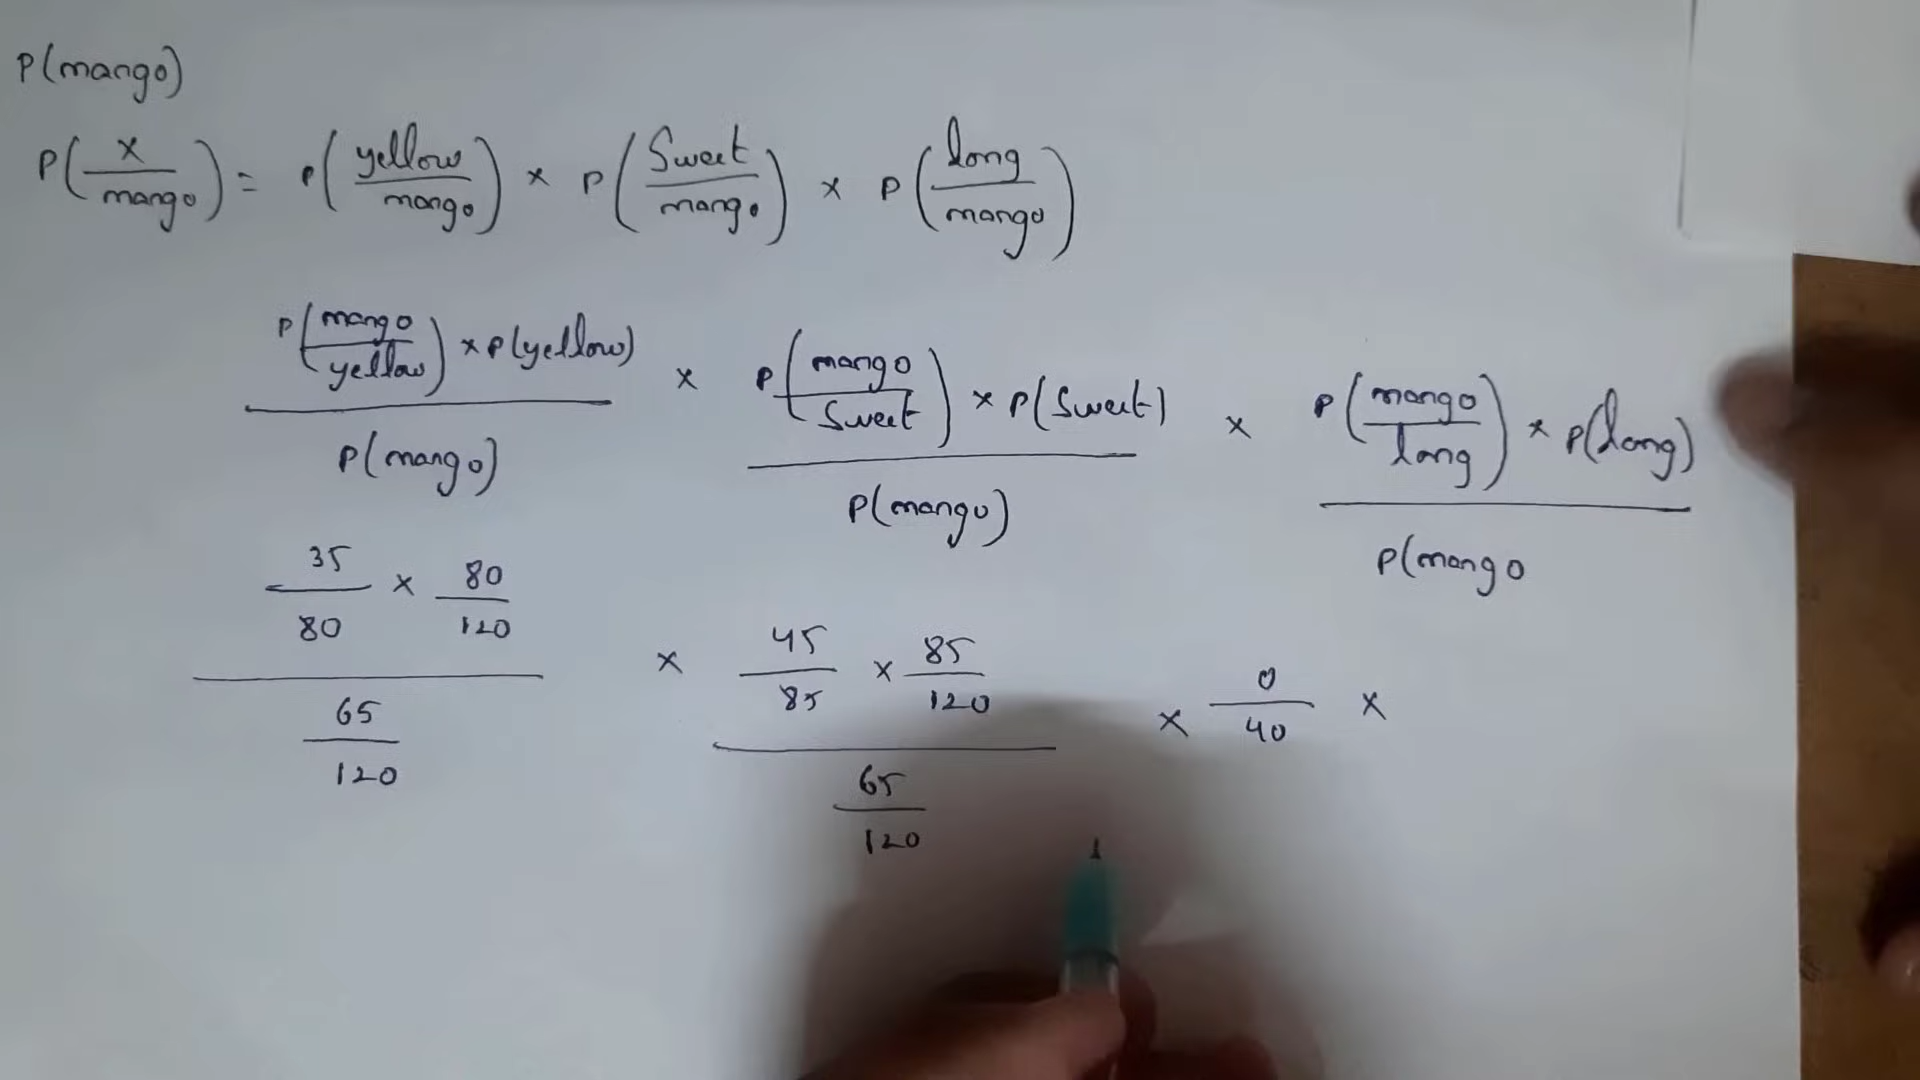 P(mango)
P(x/mango) = P(yellow/mango) × P(Sweet/mango) × P(long/mango)
P(mango/yellow) × P(yellow) / P(mango) × P(mango/Sweet) × P(Sweet) / P(mango) × P(mango/long) × P(long) / P(mango
35/80 × 80/120 / 65/120 × 45/85 × 85/120 / 65/120 × 0/40 ×